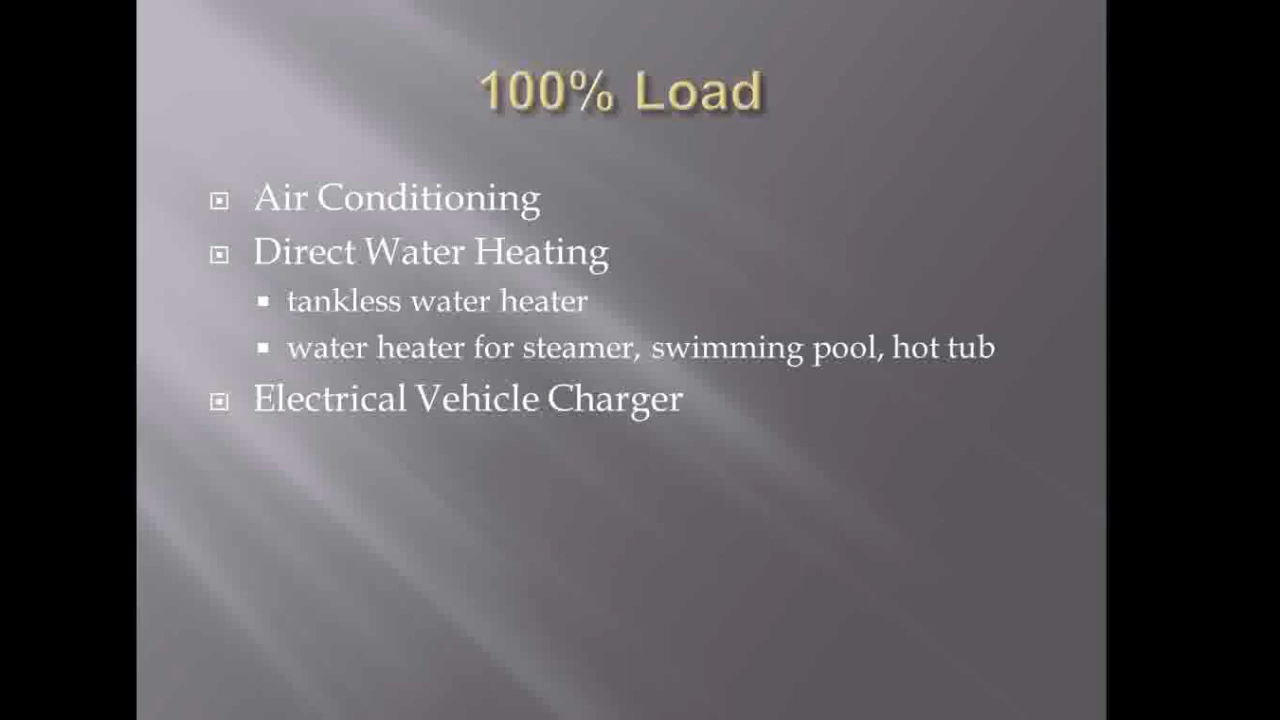 100% Load
Air Conditioning
Direct Water Heating
tankless water heater
water heater for steamer, swimming pool, hot tub
Electrical Vehicle Charger